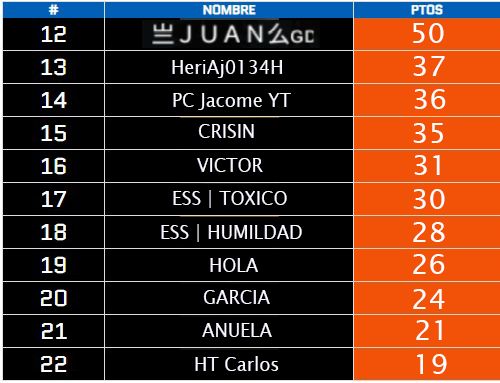 # NOMBRE PTOS
12 亗JUAN么GD 50
13 HeriAj0134H 37
14 PC Jacome YT 36
15 CRISIN 35
16 VICTOR 31
17 ESS | TOXICO 30
18 ESS | HUMILDAD 28
19 HOLA 26
20 GARCIA 24
21 ANUELA 21
22 HT Carlos 19